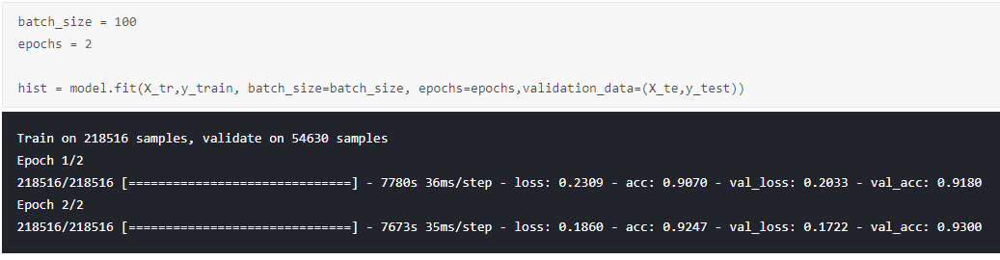 batch_size = 100
epochs = 2
hist = model.fit(X_tr,y_train, batch_size=batch_size, epochs=epochs,validation_data=(X_te,y_test))
Train on 218516 samples, validate on 54630 samples
Epoch 1/2
218516/218516 [==============================] - 7780s 36ms/step - loss: 0.2309 - acc: 0.9070 - val_loss: 0.2033 - val_acc: 0.9180
Epoch 2/2
218516/218516 [==============================] - 7673s 35ms/step - loss: 0.1860 - acc: 0.9247 - val_loss: 0.1722 - val_acc: 0.9300